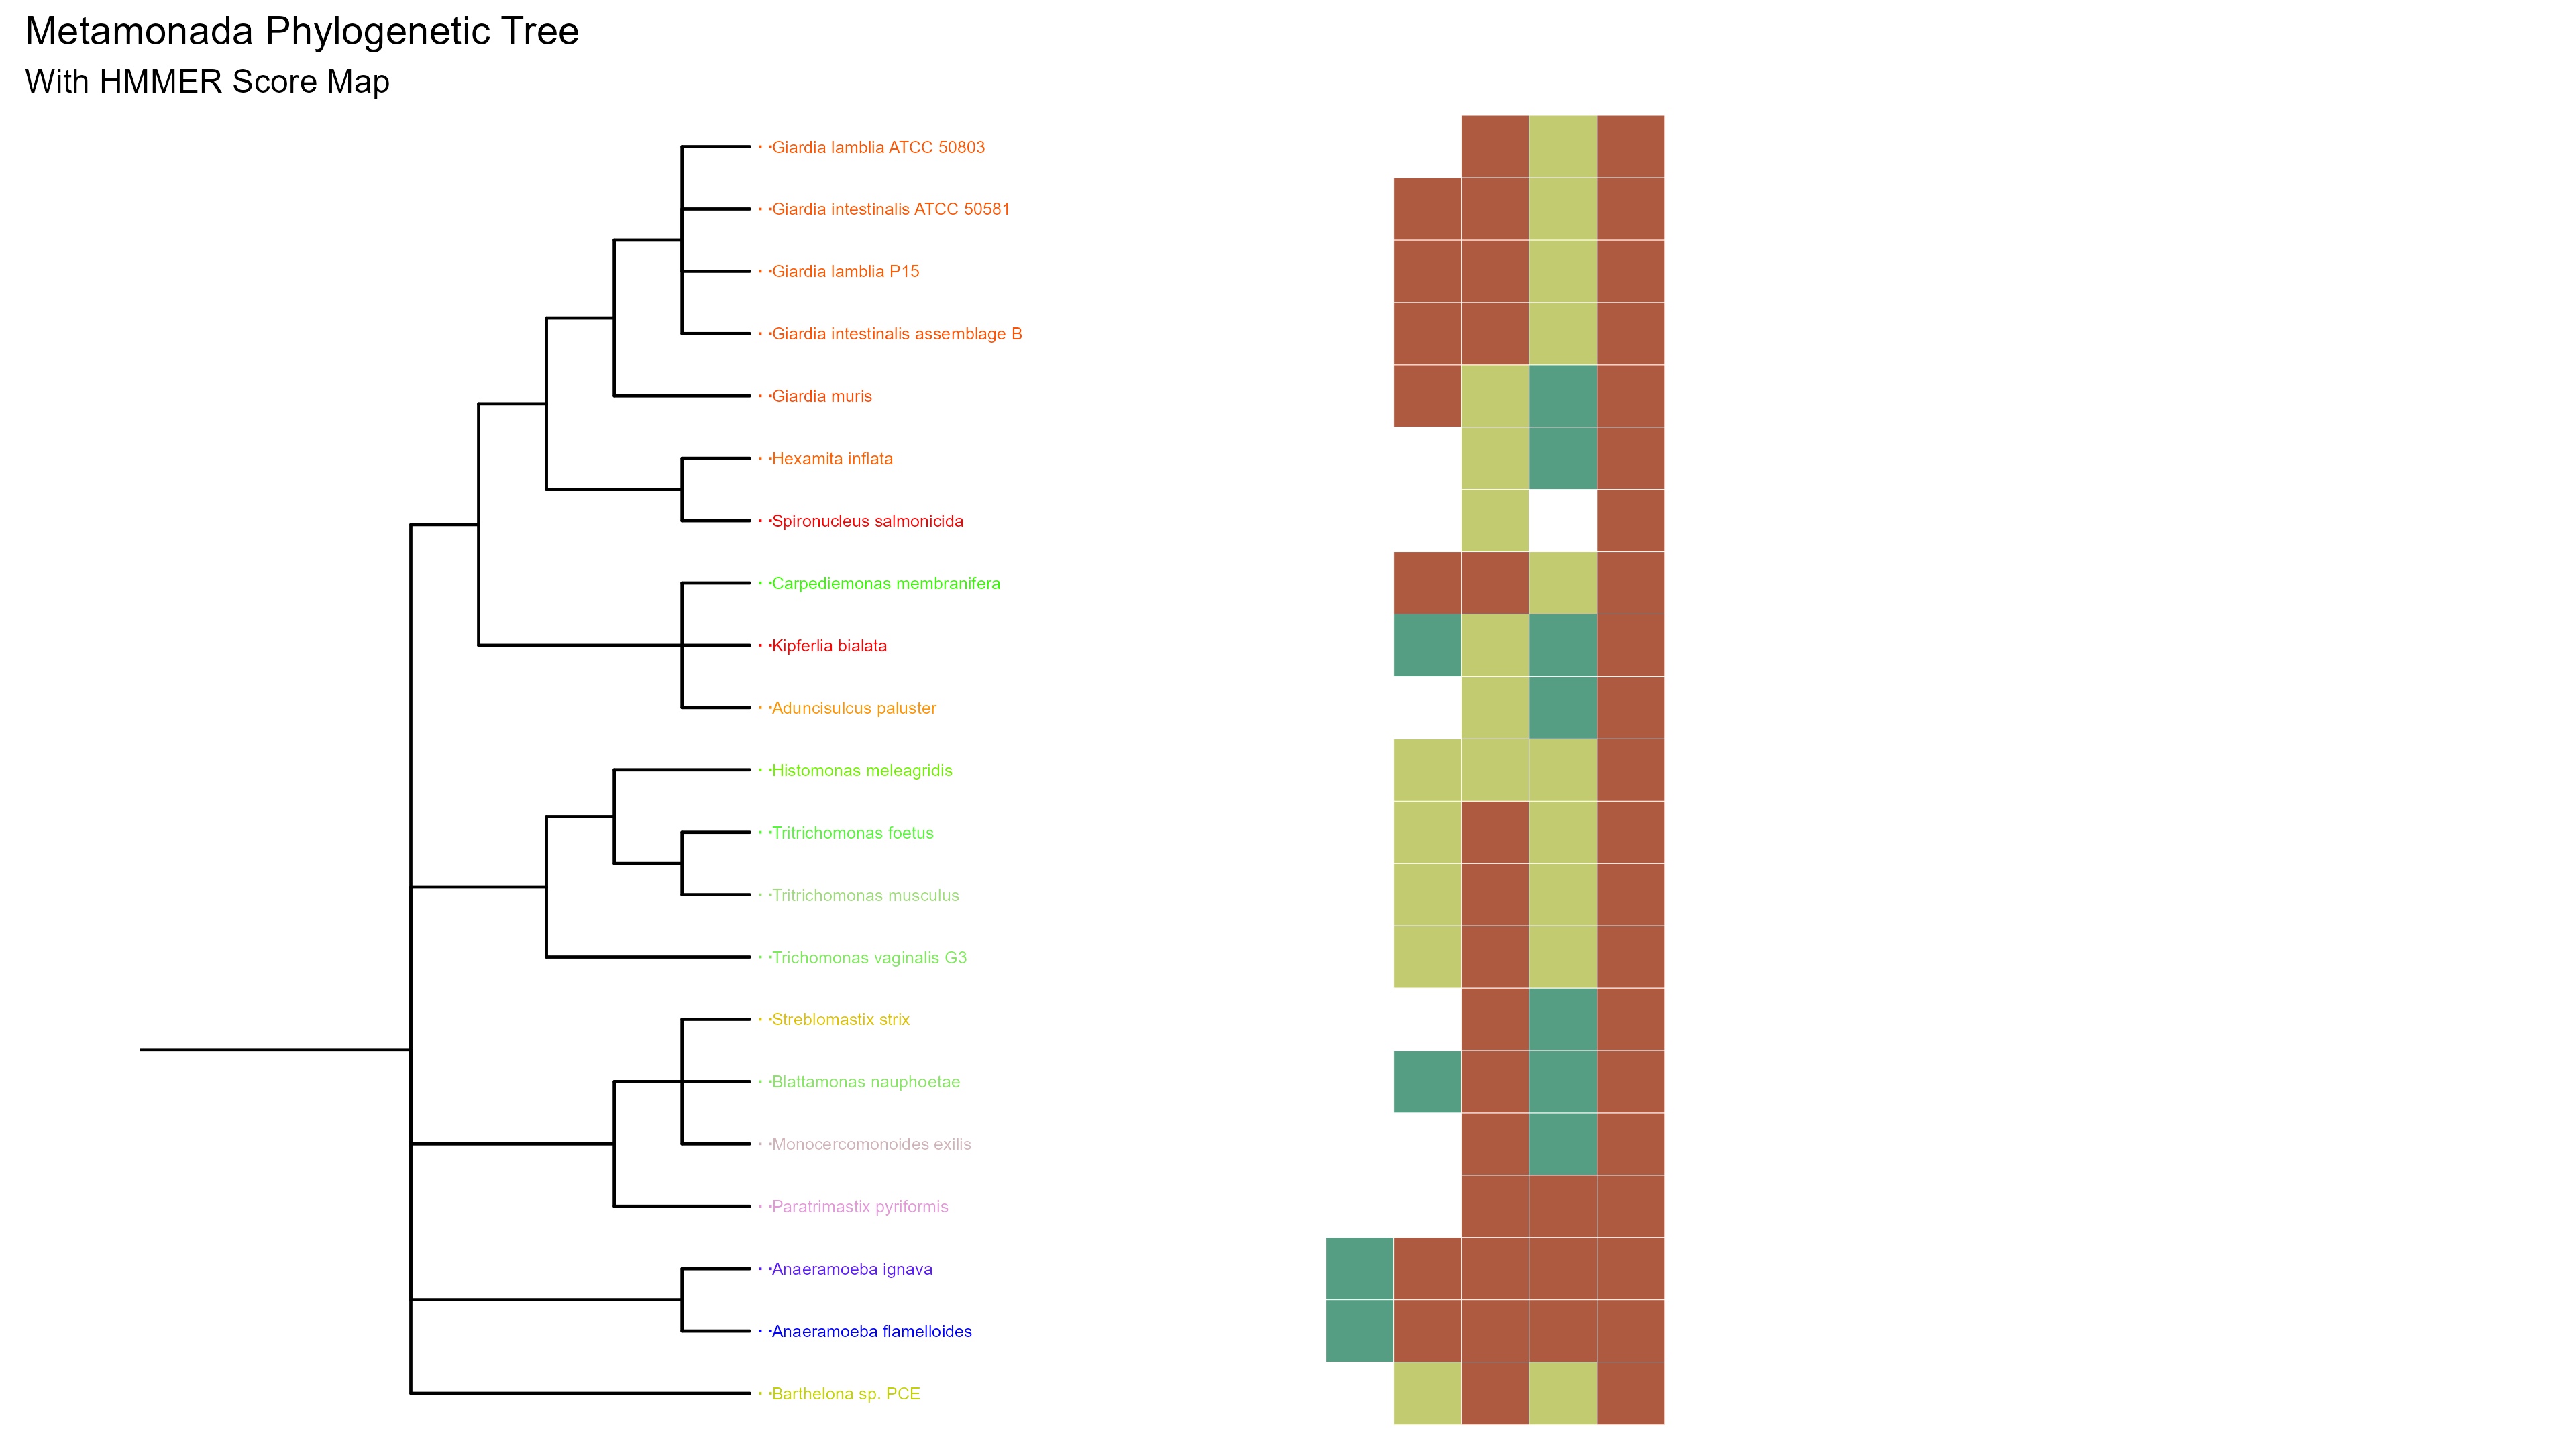 Metamonada Phylogenetic Tree
With HMMER Score Map
Giardia lamblia ATCC 50803
Giardia intestinalis ATCC 50581
Giardia lamblia P15
Giardia intestinalis assemblage B
Giardia muris
Hexamita inflata
Spironucleus salmonicida
Carpediemonas membranifera
Kipferlia bialata
Aduncisulcus paluster
Histomonas meleagridis
Tritrichomonas foetus
Tritrichomonas musculus
Trichomonas vaginalis G3
Streblomastix strix
Blattamonas nauphoetae
Monocercomonoides exilis
Paratrimastix pyriformis
Anaeramoeba ignava
Anaeramoeba flamelloides
Barthelona sp. PCE